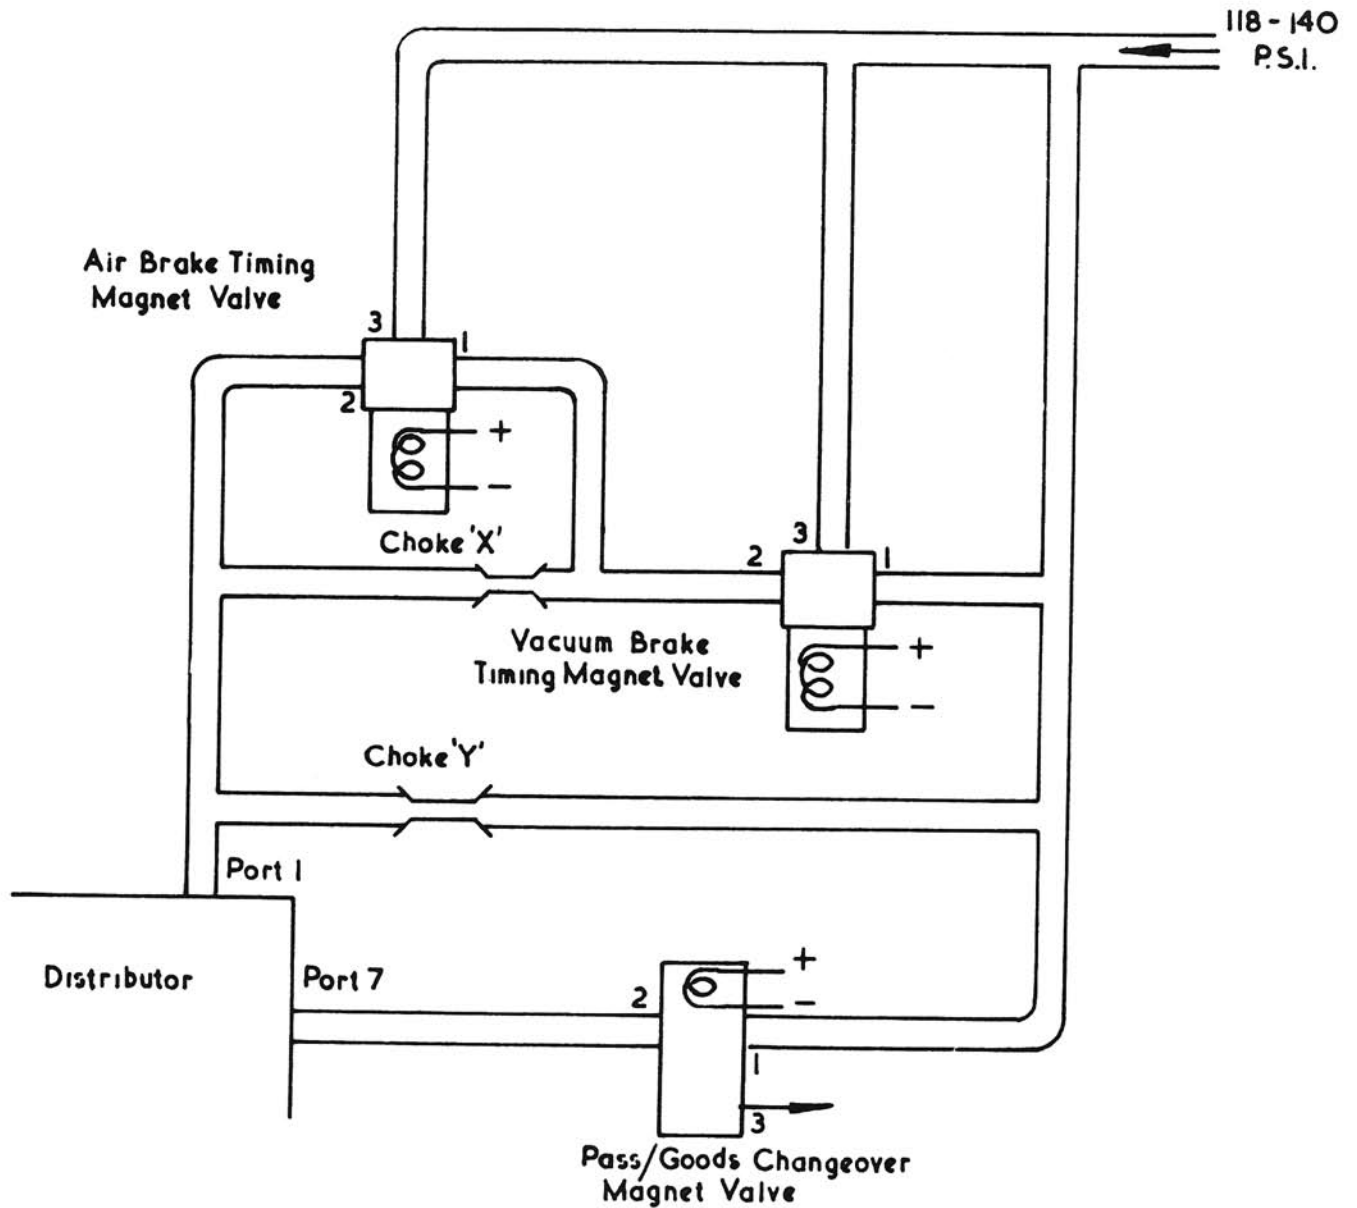 118-140
P.S.I.
Air Brake Timing
Magnet Valve
3
1
2
+
-
Choke 'X'
3
2
1
Vacuum Brake
Timing Magnet Valve
+
-
Choke 'Y'
Port 1
Distributor
Port 7
+
-
2
1
3
Pass/Goods Changeover
Magnet Valve